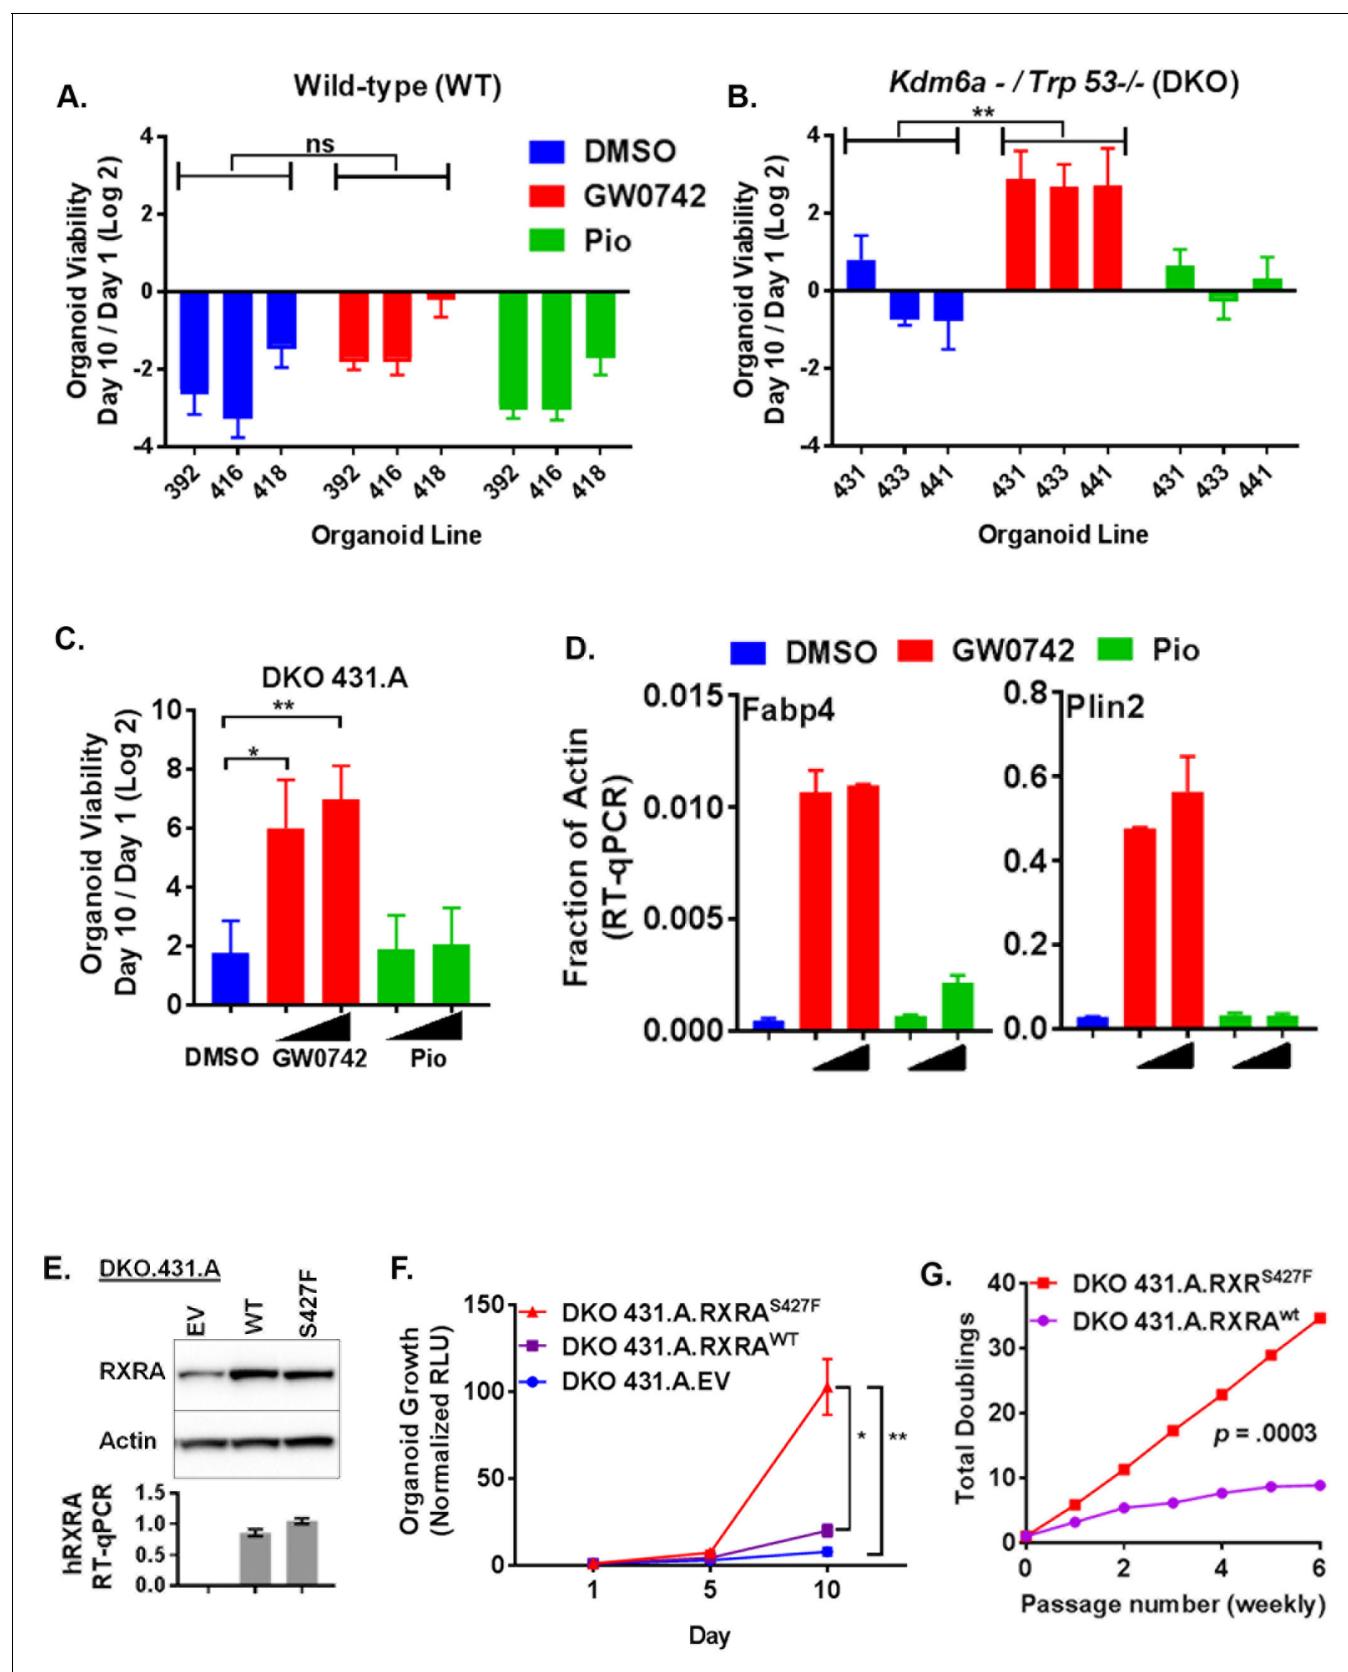 A.
Wild-type (WT)
Organoid Viability
Day 10 / Day 1 (Log 2)
4
2
0
-2
-4
ns
DMSO
GW0742
Pio
392 416 418 392 416 418 392 416 418
Organoid Line
B.
Kdm6a - / Trp 53-/- (DKO)
Organoid Viability
Day 10 / Day 1 (Log 2)
4
2
0
-2
-4
**
431 433 441 431 433 441 431 433 441
Organoid Line
C.
DKO 431.A
Organoid Viability
Day 10 / Day 1 (Log 2)
10
8
6
4
2
0
**
*
DMSO GW0742 Pio
D.
DMSO GW0742 Pio
Fraction of Actin
(RT-qPCR)
Fabp4
0.015
0.010
0.005
0.000
Plin2
0.8
0.6
0.4
0.2
0.0
E.
DKO.431.A
EV WT S427F
RXRA
Actin
hRXRA
RT-qPCR
1.5
1.0
0.5
0.0
F.
Organoid Growth
(Normalized RLU)
150
100
50
0
DKO 431.A.RXRA^S427F
DKO 431.A.RXRA^WT
DKO 431.A.EV
* **
1 5 10
Day
G.
Total Doublings
40
30
20
10
0
DKO 431.A.RXR^S427F
DKO 431.A.RXRA^wt
p = .0003
0 2 4 6
Passage number (weekly)